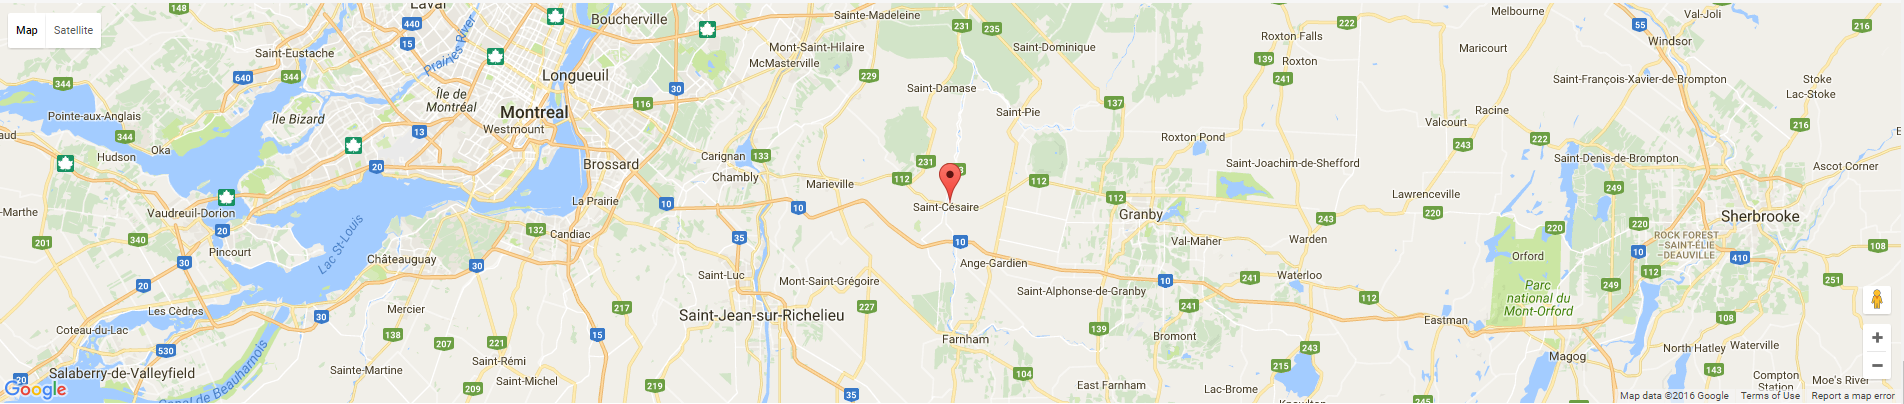 Map
Satellite
148
Laval
440
15
344
Saint-Eustache
344
640
Prairies River
Île de
Montréal
Pointe-aux-Anglais
Île Bizard
344
Oka
Hudson
13
20
Boucherville
Longueuil
Montreal
Westmount
Brossard
30
116
Sainte-Madeleine
Mont-Saint-Hilaire
McMasterville
229
231
235
Saint-Dominique
Saint-Damase
Saint-Pie
137
222
Roxton Falls
Roxton
139
241
Melbourne
Maricourt
55
Val-Joli
Windsor
Saint-François-Xavier-de-Brompton
Stoke
Lac-Stoke
Racine
Valcourt
222
243
216
Roxton Pond
Saint-Joachim-de-Shefford
Saint-Denis-de-Brompton
Ascot Corner
Carignan
133
Chambly
Marieville
231
112
Saint-Césaire
112
112
Granby
Lawrenceville
220
249
Sherbrooke
-Marthe
Vaudreuil-Dorion
20
340
201
Pincourt
30
Lac St-Louis
La Prairie
10
10
132
Candiac
Châteauguay
30
35
10
Ange-Gardien
Val-Maher
243
Warden
220
ROCK FOREST
–SAINT-ÉLIE
–DEAUVILLE
108
10
410
Orford
112
251
249
20
Mercier
Les Cèdres
30
Saint-Luc
Mont-Saint-Grégoire
217
227
Saint-Jean-sur-Richelieu
Saint-Alphonse-de-Granby
10
241
241
Waterloo
112
Parc
national du
Mont-Orford
108
Eastman
Coteau-du-Lac
530
138
207
221
15
Farnham
139
Bromont
243
215
Magog
North Hatley
Waterville
143
Compton
Station
Moe's River
Salaberry-de-Valleyfield
20
Canal de Beauharnois
Sainte-Martine
Saint-Rémi
209
Saint-Michel
219
35
104
East Farnham
Lac-Brome
Knowlton
Google
Map data ©2016 Google
Terms of Use
Report a map error